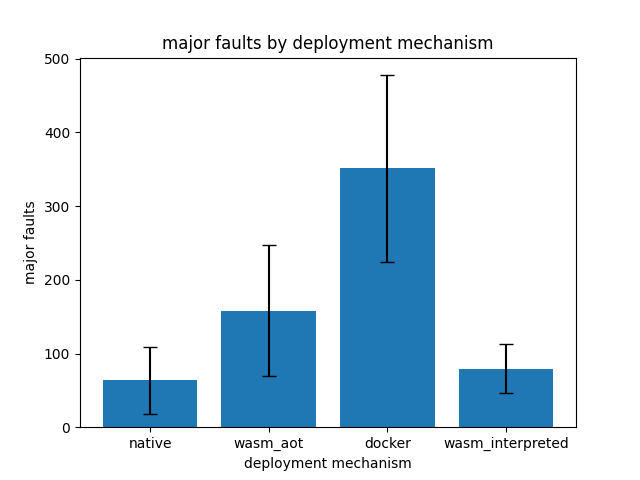 major faults by deployment mechanism
500
400
300
200
100
0
major faults
native
wasm_aot
docker
wasm_interpreted
deployment mechanism